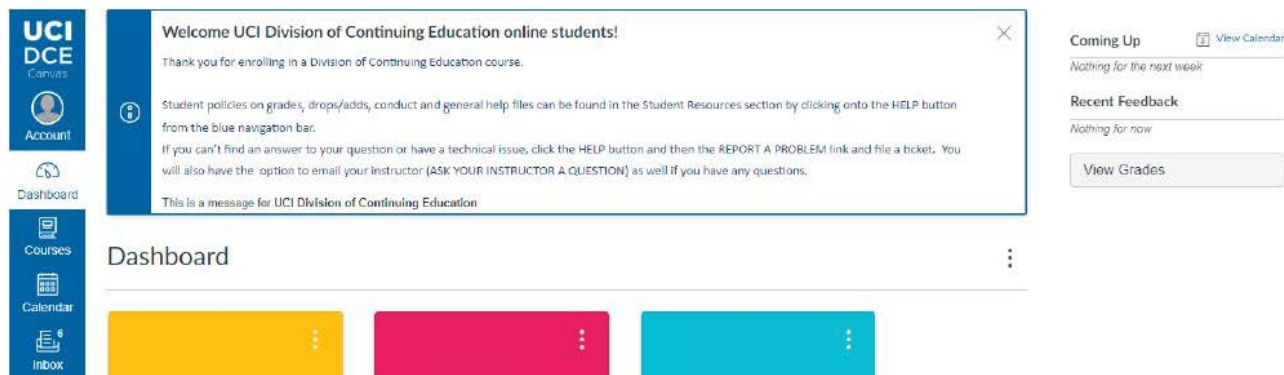 UCI
DCE
Canvas
Account
Dashboard
Courses
Calendar
6
Inbox
Welcome UCI Division of Continuing Education online students!
Thank you for enrolling in a Division of Continuing Education course.
Student policies on grades, drops/adds, conduct and general help files can be found in the Student Resources section by clicking onto the HELP button
from the blue navigation bar.
If you can't find an answer to your question or have a technical issue, click the HELP button and then the REPORT A PROBLEM link and file a ticket. You
will also have the option to email your instructor (ASK YOUR INSTRUCTOR A QUESTION) as well if you have any questions.
This is a message for UCI Division of Continuing Education
Dashboard
Coming Up
View Calendar
Nothing for the next week
Recent Feedback
Nothing for now
View Grades